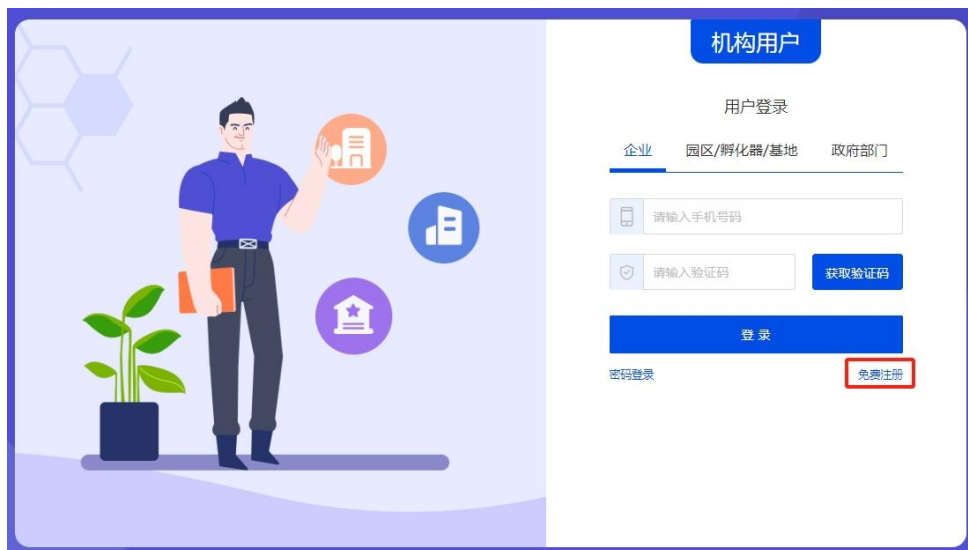 机构用户
用户登录
企业 园区/孵化器/基地 政府部门
请输入手机号码
请输入验证码 获取验证码
登录
密码登录 免费注册